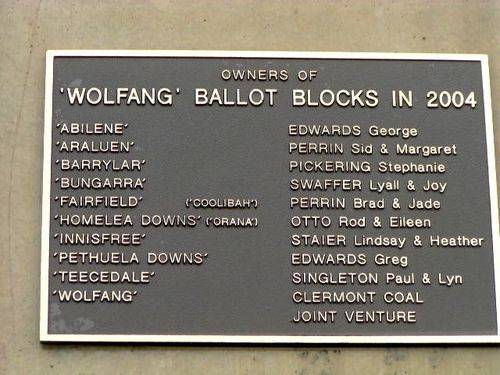 OWNERS OF
'WOLFANG' BALLOT BLOCKS IN 2004
'ABILENE' EDWARDS George
'ARALUEN' PERRIN Sid & Margaret
'BARRYLAR' PICKERING Stephanie
'BUNGARRA' SWAFFER Lyall & Joy
'FAIRFIELD' ('COOLIBAH') PERRIN Brad & Jade
'HOMELEA DOWNS' ('ORANA') OTTO Rod & Eileen
'INNISFREE' STAIER Lindsay & Heather
'PETHUELA DOWNS' EDWARDS Greg
'TEECEDALE' SINGLETON Paul & Lyn
'WOLFANG' CLERMONT COAL
JOINT VENTURE